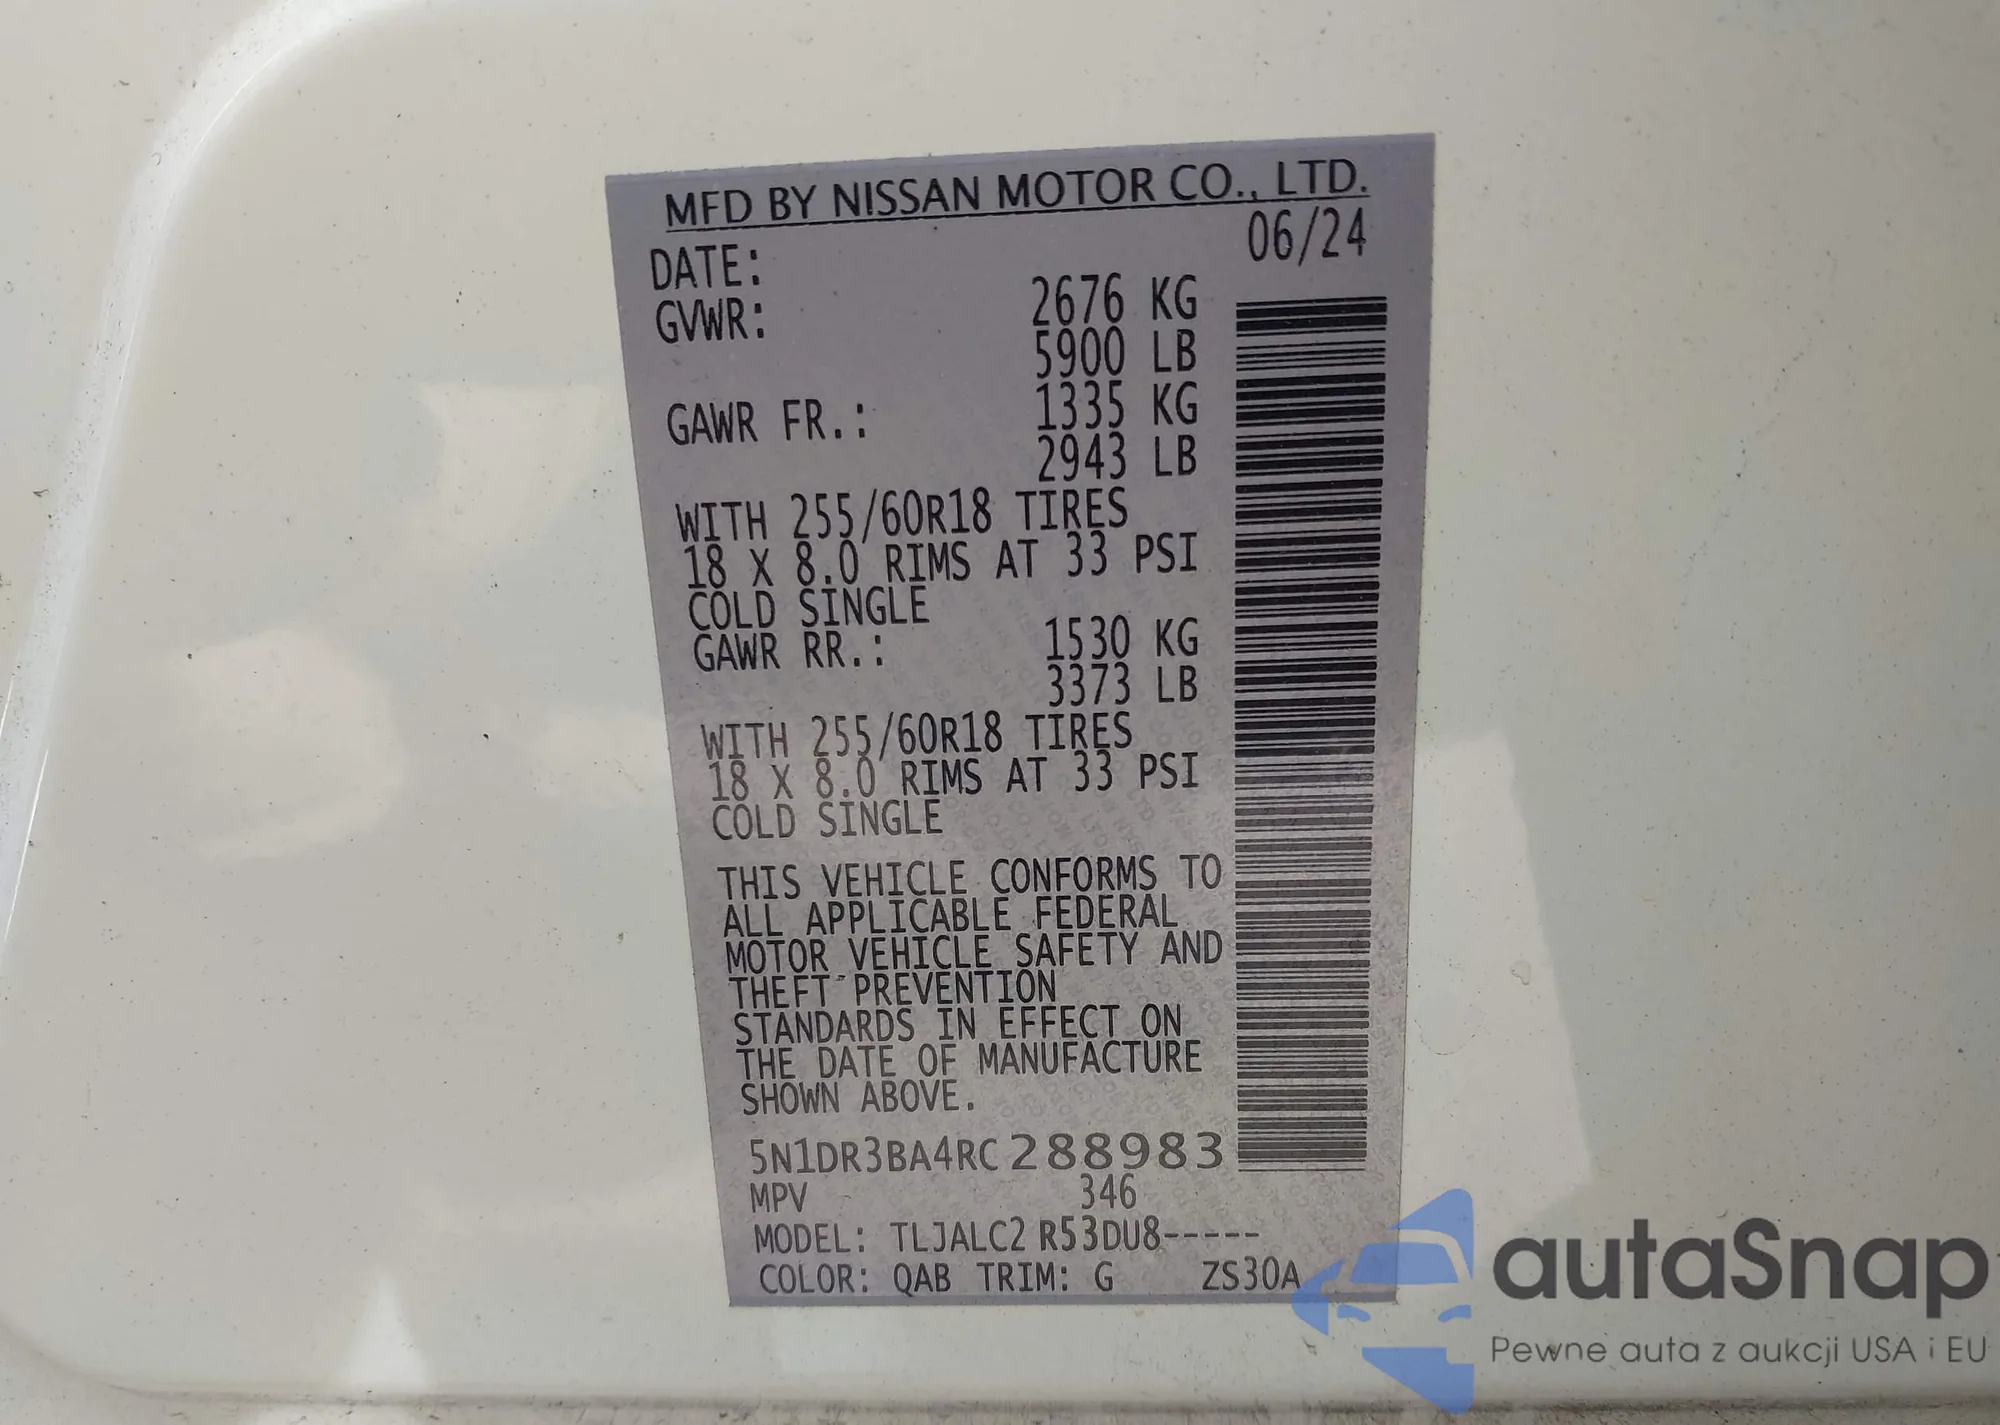 MFD BY NISSAN MOTOR CO., LTD.
DATE: 06/24
GVWR: 2676 KG
5900 LB
GAWR FR.: 1335 KG
2943 LB
WITH 255/60R18 TIRES
18 X 8.0 RIMS AT 33 PSI
COLD SINGLE
GAWR RR.: 1530 KG
3373 LB
WITH 255/60R18 TIRES
18 X 8.0 RIMS AT 33 PSI
COLD SINGLE
THIS VEHICLE CONFORMS TO
ALL APPLICABLE FEDERAL
MOTOR VEHICLE SAFETY AND
THEFT PREVENTION
STANDARDS IN EFFECT ON
THE DATE OF MANUFACTURE
SHOWN ABOVE.
5N1DR3BA4RC288983
MPV 346
MODEL: TLJALC2 R53DU8-----
COLOR: QAB TRIM: G ZS30A
autaSnap
Pewne auta z aukcji USA i EU